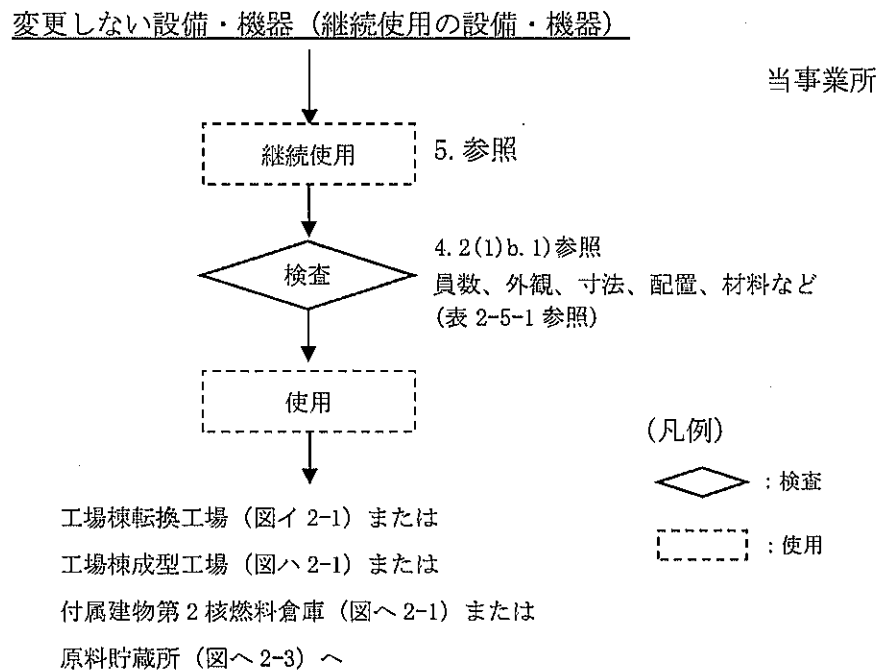 変更しない設備・機器（継続使用の設備・機器）
当事業所
継続使用
5. 参照
検査
4.2(1)b.1)参照
員数、外観、寸法、配置、材料など
(表 2-5-1 参照)
使用
工場棟転換工場（図イ 2-1）または
工場棟成型工場（図ハ 2-1）または
付属建物第 2 核燃料倉庫（図ヘ 2-1）または
原料貯蔵所（図ヘ 2-3）へ
(凡例)
：検査
：使用